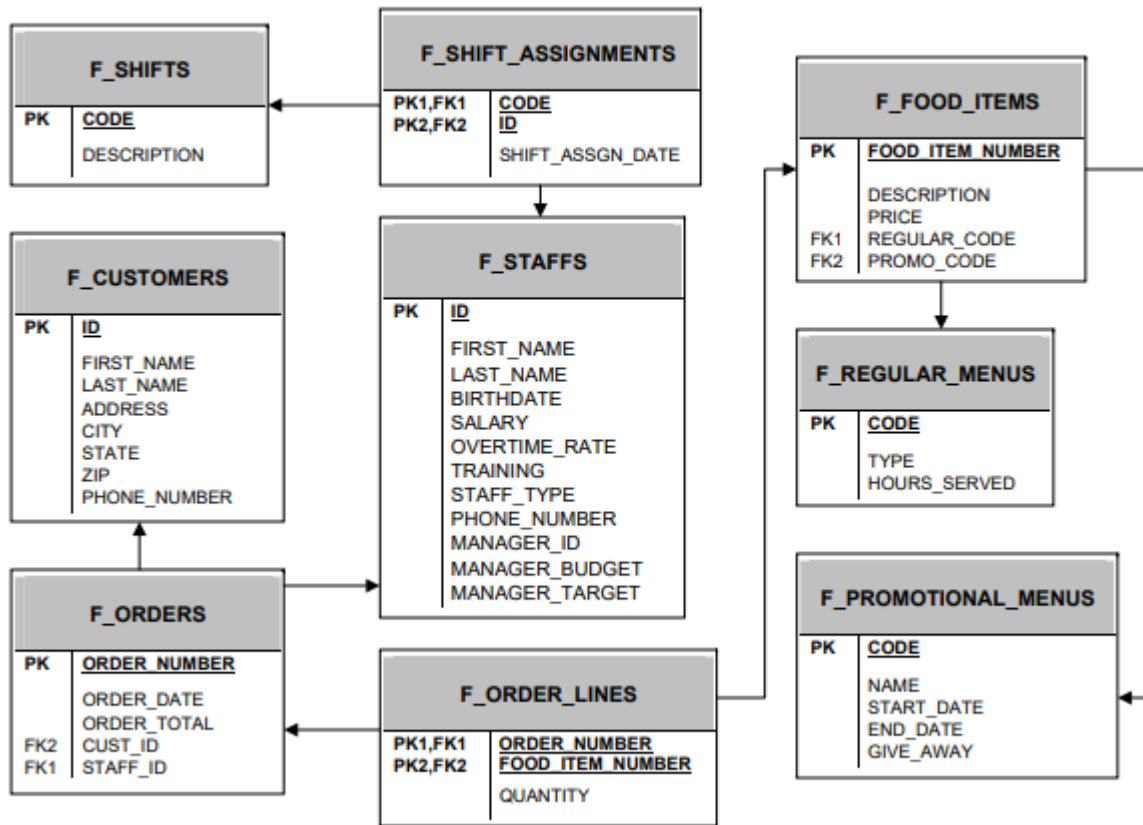 F_SHIFTS
PK CODE
DESCRIPTION
F_SHIFT_ASSIGNMENTS
PK1,FK1 CODE
PK2,FK2 ID
SHIFT_ASSGN_DATE
F_FOOD_ITEMS
PK FOOD_ITEM_NUMBER
DESCRIPTION
PRICE
FK1 REGULAR_CODE
FK2 PROMO_CODE
F_CUSTOMERS
PK ID
FIRST_NAME
LAST_NAME
ADDRESS
CITY
STATE
ZIP
PHONE_NUMBER
F_STAFFS
PK ID
FIRST_NAME
LAST_NAME
BIRTHDATE
SALARY
OVERTIME_RATE
TRAINING
STAFF_TYPE
PHONE_NUMBER
MANAGER_ID
MANAGER_BUDGET
MANAGER_TARGET
F_REGULAR_MENUS
PK CODE
TYPE
HOURS_SERVED
F_ORDERS
PK ORDER_NUMBER
ORDER_DATE
ORDER_TOTAL
FK2 CUST_ID
FK1 STAFF_ID
F_ORDER_LINES
PK1,FK1 ORDER_NUMBER
PK2,FK2 FOOD_ITEM_NUMBER
QUANTITY
F_PROMOTIONAL_MENUS
PK CODE
NAME
START_DATE
END_DATE
GIVE_AWAY